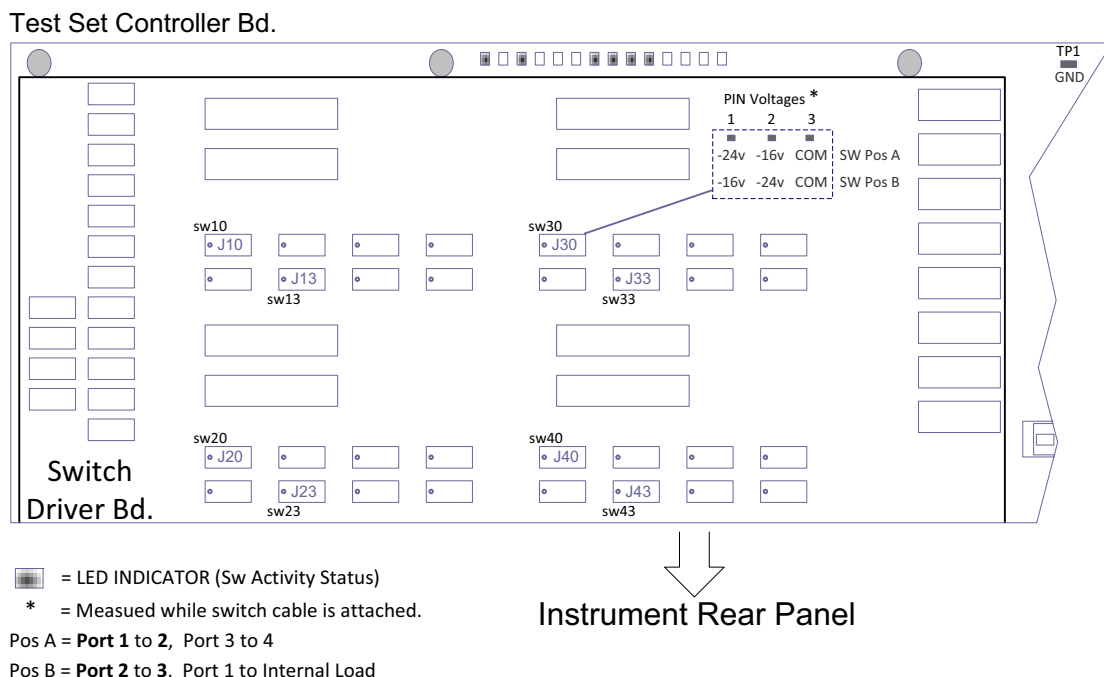 Test Set Controller Bd.
TP1
GND
PIN Voltages *
1 2 3
-24v -16v COM SW Pos A
-16v -24v COM SW Pos B
sw10 sw30
J10 J30
J13 J33
sw13 sw33
sw20 sw40
J20 J40
J23 J43
sw23 sw43
Switch
Driver Bd.
= LED INDICATOR (Sw Activity Status)
* = Measued while switch cable is attached.
Pos A = Port 1 to 2, Port 3 to 4
Pos B = Port 2 to 3. Port 1 to Internal Load
Instrument Rear Panel